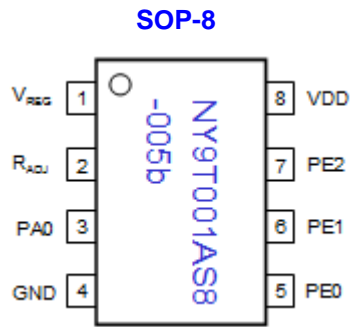 SOP-8
VREG 1 8 VDD
RADJ 2 7 PE2
PA0 3 6 PE1
GND 4 5 PE0
NY9T001AS8
-005b